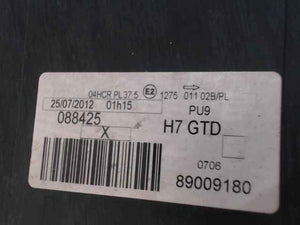 04HCR PL 37·5 E2 1275 ⇨ 011 02B/PL
25/07/2012 01h15 PU9
088425 H7 GTD
X
0706
89009180